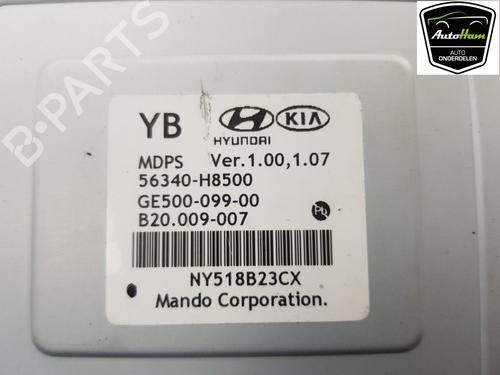 AutoHam
AUTO
ONDERDELEN
B-PARTS
YB HYUNDAI KIA
MDPS Ver.1.00,1.07
56340-H8500
GE500-099-00
B20.009-007 Pb
NY518B23CX
Mando Corporation.